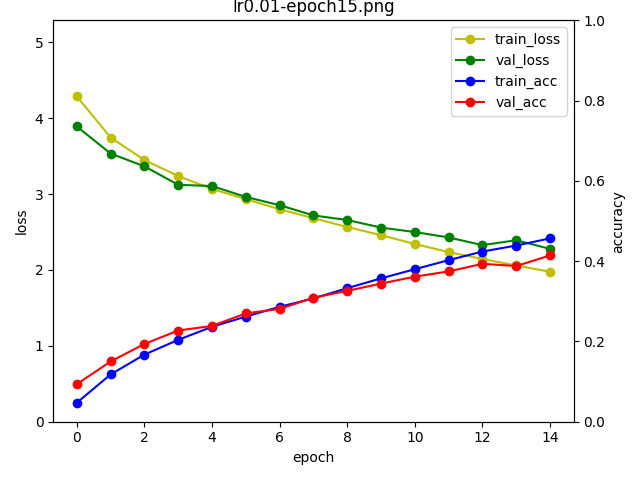 lr0.01-epoch15.png
train_loss
val_loss
train_acc
val_acc
5
4
3
2
1
0
loss
1.0
0.8
0.6
0.4
0.2
0.0
accuracy
0 2 4 6 8 10 12 14
epoch